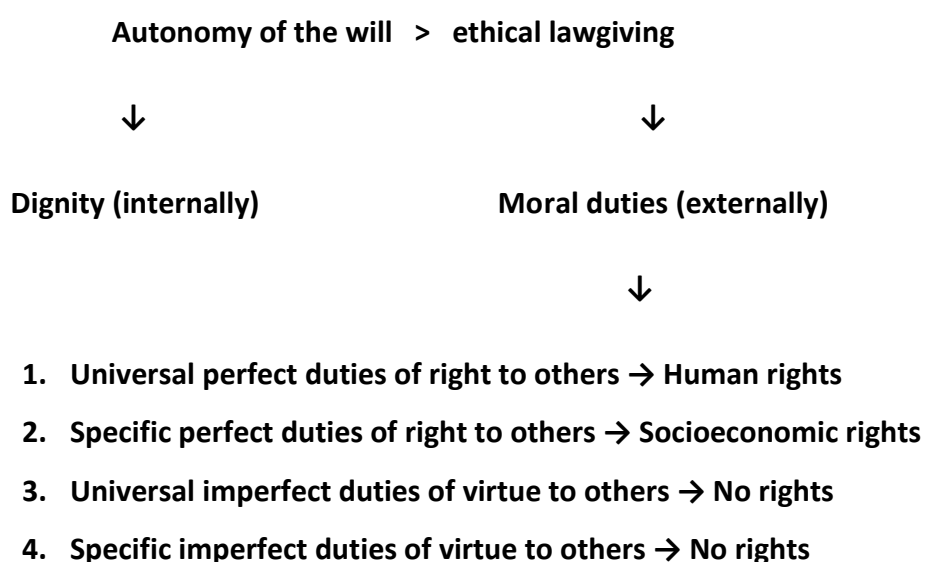 Autonomy of the will > ethical lawgiving
↓ ↓
Dignity (internally) Moral duties (externally)
↓
1. Universal perfect duties of right to others → Human rights
2. Specific perfect duties of right to others → Socioeconomic rights
3. Universal imperfect duties of virtue to others → No rights
4. Specific imperfect duties of virtue to others → No rights